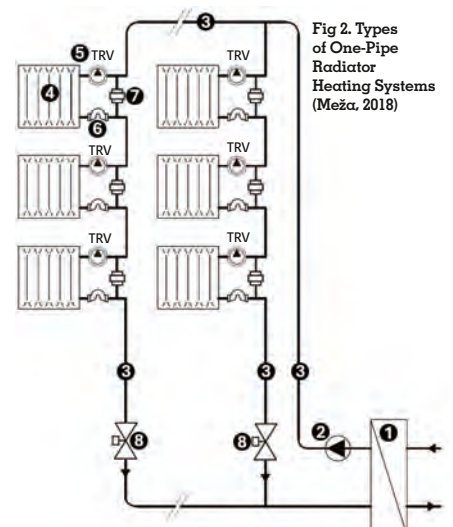 Fig 2. Types
of One-Pipe
Radiator
Heating Systems
(Meža, 2018)
3
5 TRV
TRV
4
7
6
TRV
TRV
TRV
TRV
3
3
3
8
8
2
1